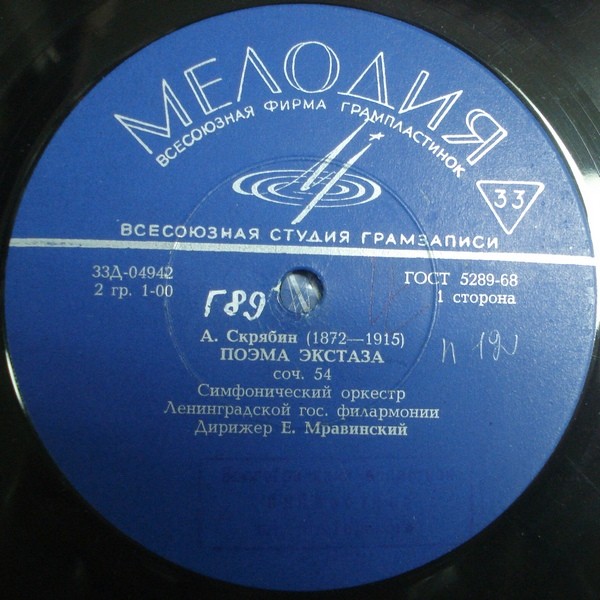 МЕЛОДИЯ
ВСЕСОЮЗНАЯ ФИРМА ГРАМПЛАСТИНОК
33
ВСЕСОЮЗНАЯ СТУДИЯ ГРАМЗАПИСИ
33Д-04942
2 гр. 1-00
ГОСТ 5289-68
1 сторона
Г89
А. Скрябин (1872—1915)
ПОЭМА ЭКСТАЗА
соч. 54
Симфонический оркестр
Ленинградской гос. филармонии
Дирижер Е. Мравинский